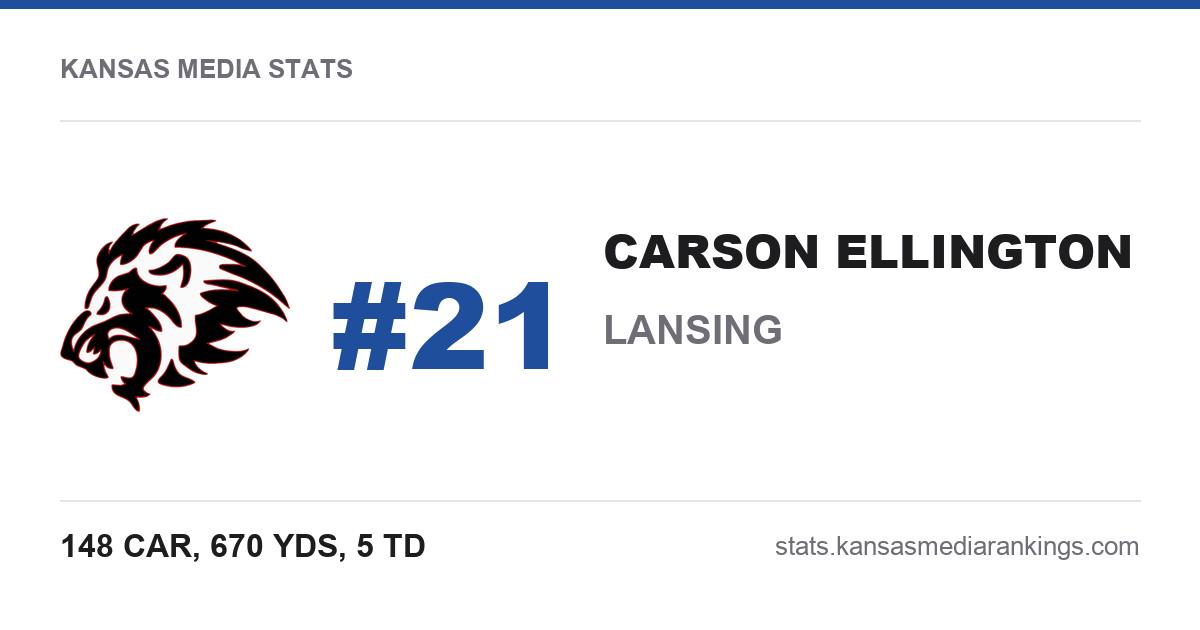 KANSAS MEDIA STATS
#21
CARSON ELLINGTON
LANSING
148 CAR, 670 YDS, 5 TD
stats.kansasmediarankings.com